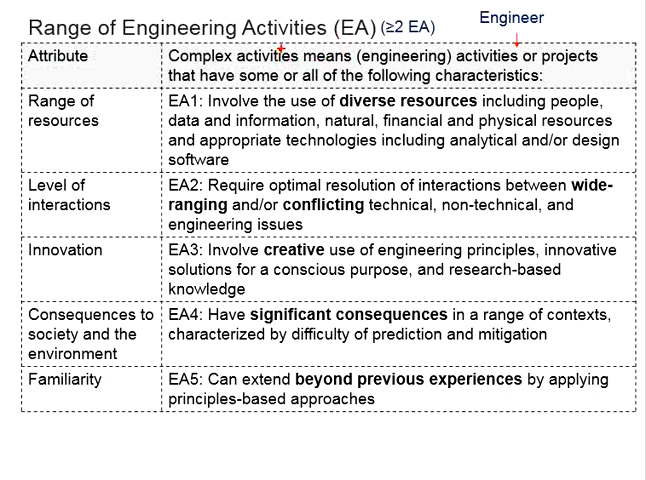 Range of Engineering Activities (EA) (≥2 EA)
Engineer
Attribute
Complex activities means (engineering) activities or projects
that have some or all of the following characteristics:
Range of
resources
EA1: Involve the use of diverse resources including people,
data and information, natural, financial and physical resources
and appropriate technologies including analytical and/or design
software
Level of
interactions
EA2: Require optimal resolution of interactions between wide-
ranging and/or conflicting technical, non-technical, and
engineering issues
Innovation
EA3: Involve creative use of engineering principles, innovative
solutions for a conscious purpose, and research-based
knowledge
Consequences to
society and the
environment
EA4: Have significant consequences in a range of contexts,
characterized by difficulty of prediction and mitigation
Familiarity
EA5: Can extend beyond previous experiences by applying
principles-based approaches